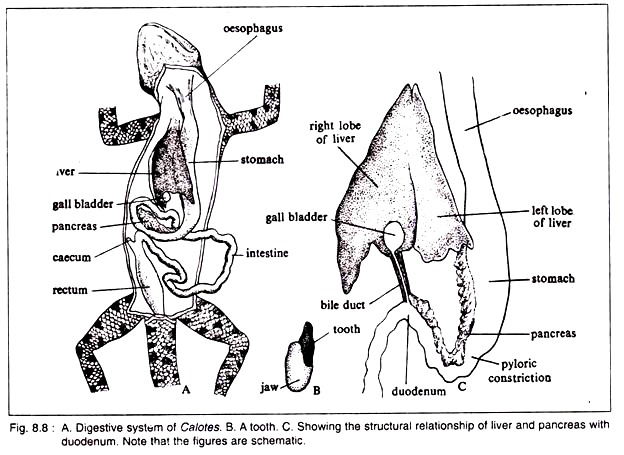 oesophagus
stomach
.iver
gall bladder
pancreas
caecum
intestine
rectum
A
tooth
jaw
B
oesophagus
right lobe
of liver
gall bladder
left lobe
of liver
stomach
bile duct
pancreas
pyloric
constriction
duodenum
C
Fig. 8.8 : A. Digestive system of Calotes. B. A tooth. C. Showing the structural relationship of liver and pancreas with
duodenum. Note that the figures are schematic.